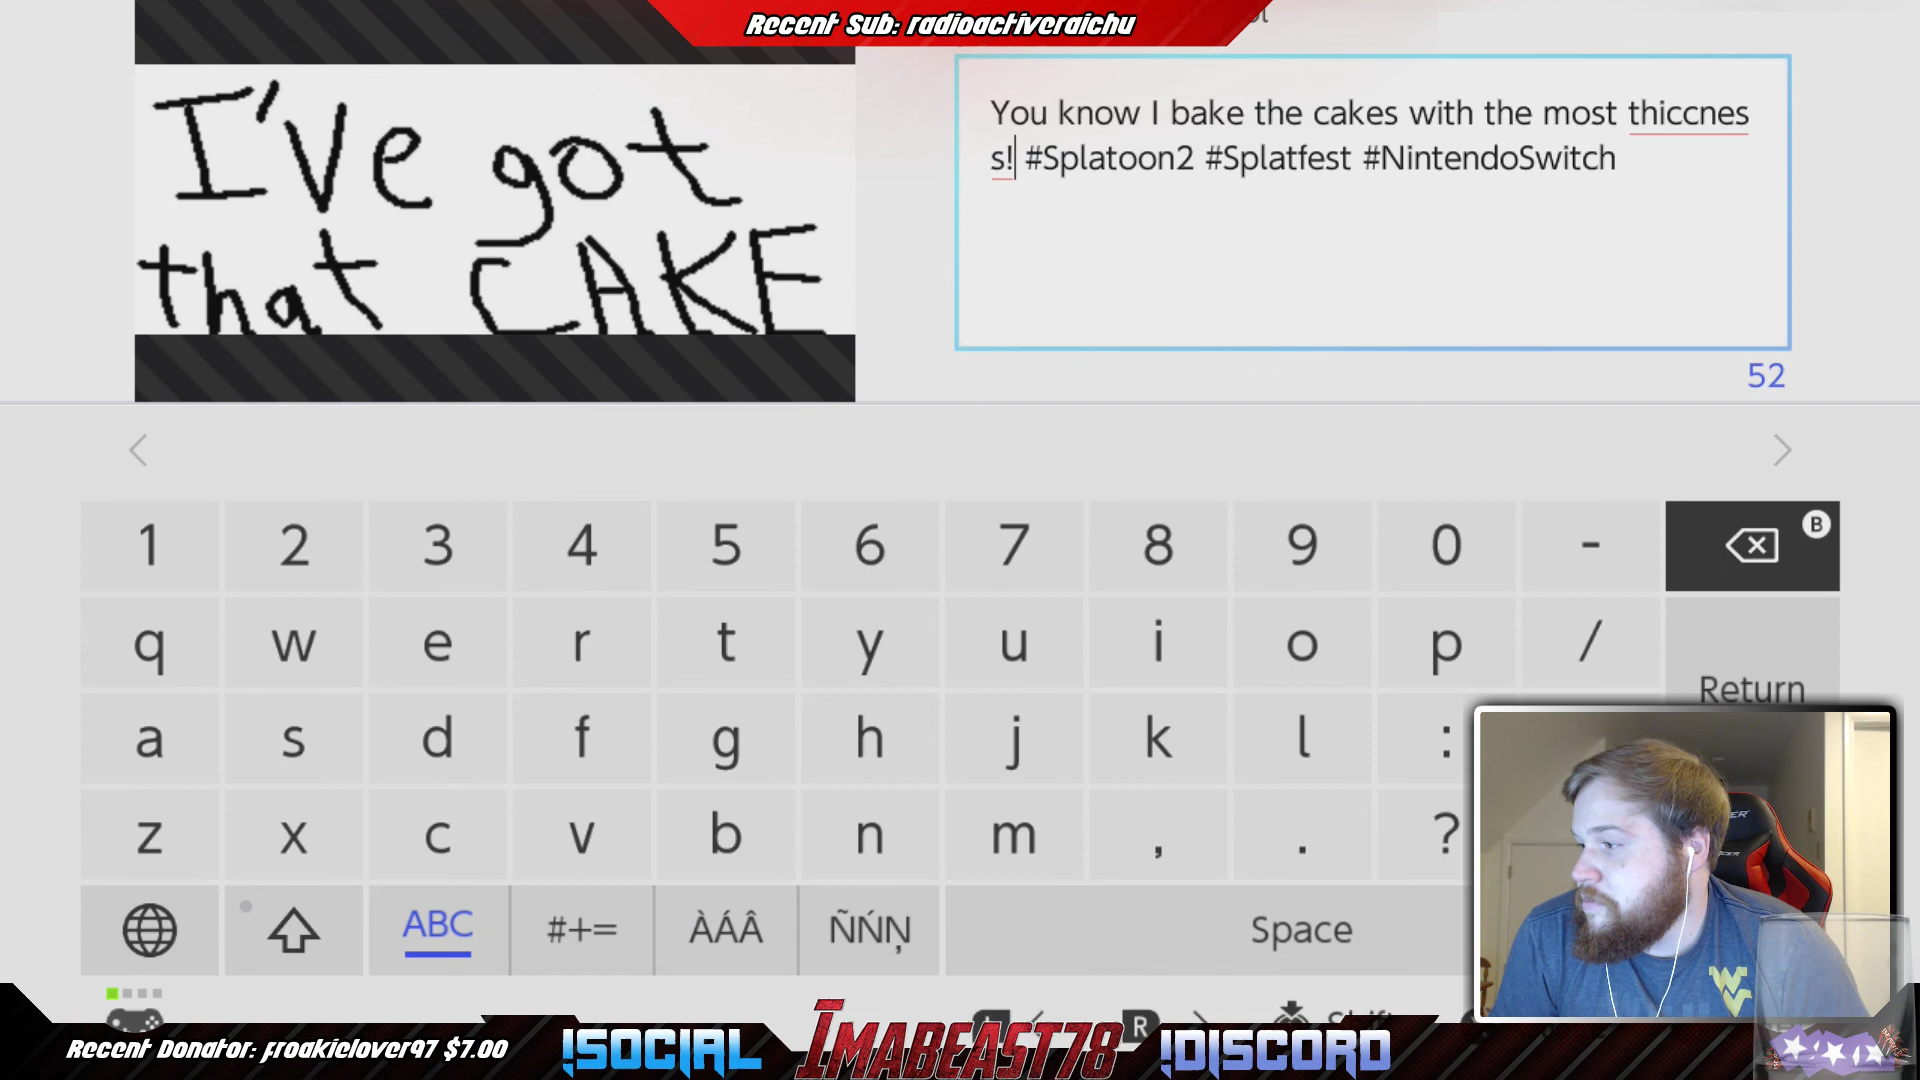 Recent Sub: radioactiveraichu
I've got
that CAKE
You know I bake the cakes with the most thiccnes
s! #Splatoon2 #Splatfest #NintendoSwitch
52
1 2 3 4 5 6 7 8 9 0 - B
q w e r t y u i o p /
Return
a s d f g h j k l :
z x c v b n m , . ?
ABC #+= ÀÁÂ ÑŃŅ Space
R
Recent Donator: froakielover97 $7.00
!SOCIAL
IMABEAST78
!DISCORD
WV